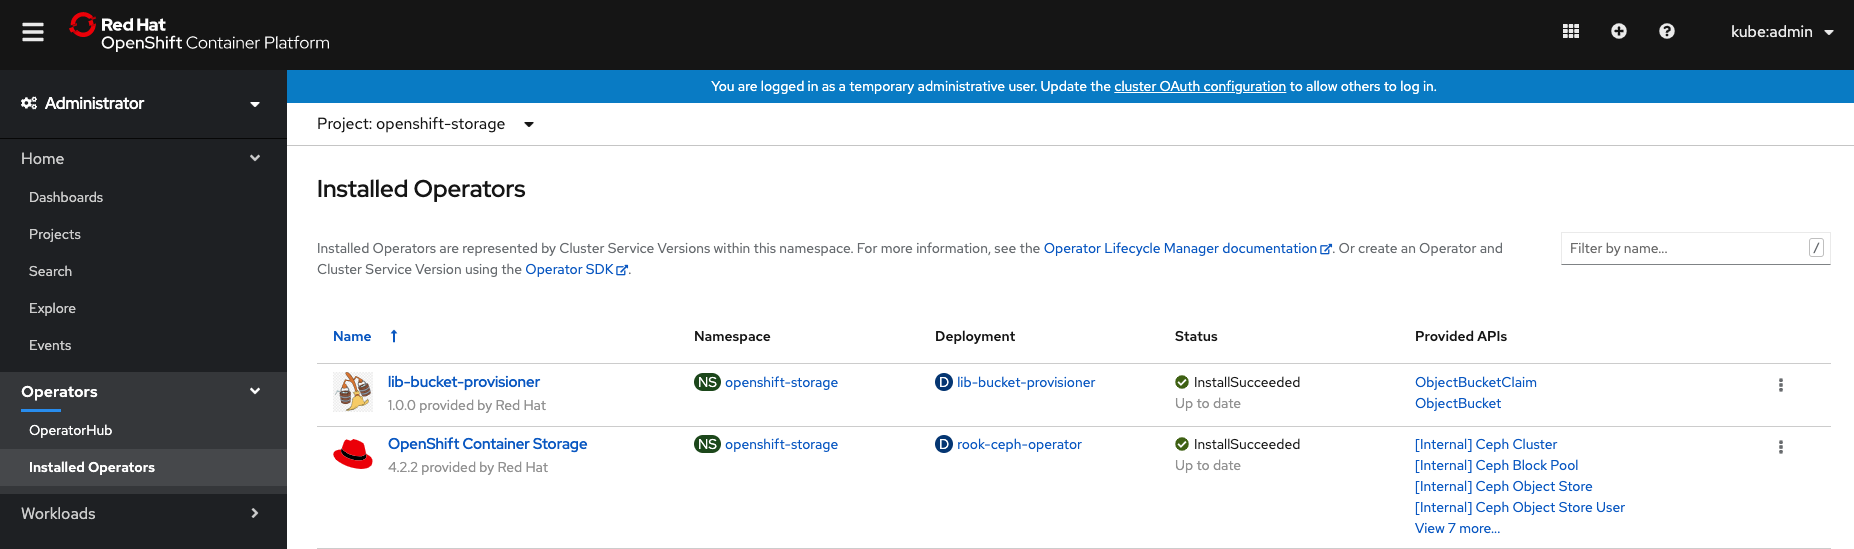 Red Hat
OpenShift Container Platform
kube:admin
You are logged in as a temporary administrative user. Update the cluster OAuth configuration to allow others to log in.
Administrator
Project: openshift-storage
Home
Dashboards
Projects
Search
Explore
Events
Operators
OperatorHub
Installed Operators
Workloads
Installed Operators
Installed Operators are represented by Cluster Service Versions within this namespace. For more information, see the Operator Lifecycle Manager documentation. Or create an Operator and
Cluster Service Version using the Operator SDK.
Filter by name...
/
Name Namespace Deployment Status Provided APIs
lib-bucket-provisioner NS openshift-storage D lib-bucket-provisioner InstallSucceeded ObjectBucketClaim
1.0.0 provided by Red Hat Up to date ObjectBucket
OpenShift Container Storage NS openshift-storage D rook-ceph-operator InstallSucceeded [Internal] Ceph Cluster
4.2.2 provided by Red Hat Up to date [Internal] Ceph Block Pool
[Internal] Ceph Object Store
[Internal] Ceph Object Store User
View 7 more...